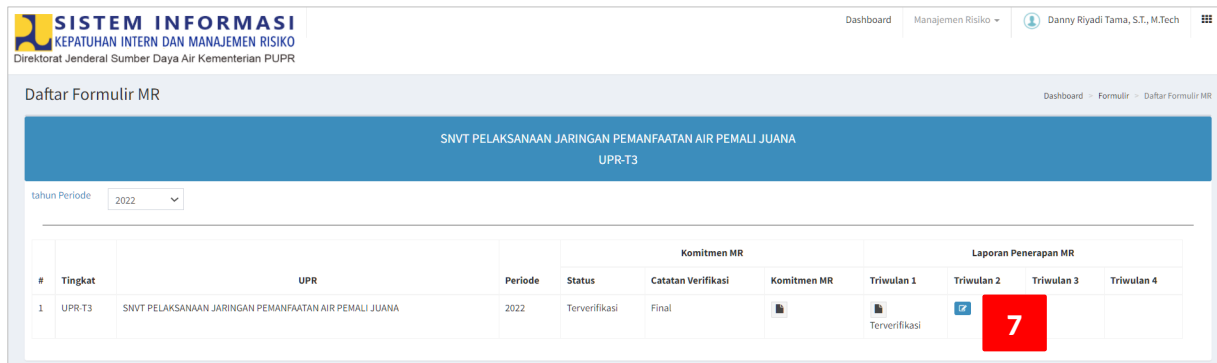 SISTEM INFORMASI
KEPATUHAN INTERN DAN MANAJEMEN RISIKO
Direktorat Jenderal Sumber Daya Air Kementerian PUPR
Dashboard Manajemen Risiko Danny Riyadi Tama, S.T., M.Tech
Daftar Formulir MR
Dashboard > Formulir > Daftar Formulir MR
SNVT PELAKSANAAN JARINGAN PEMANFAATAN AIR PEMALI JUANA
UPR-T3
tahun Periode 2022
Komitmen MR Laporan Penerapan MR
# Tingkat UPR Periode Status Catatan Verifikasi Komitmen MR Triwulan 1 Triwulan 2 Triwulan 3 Triwulan 4
1 UPR-T3 SNVT PELAKSANAAN JARINGAN PEMANFAATAN AIR PEMALI JUANA 2022 Terverifikasi Final
Terverifikasi
7